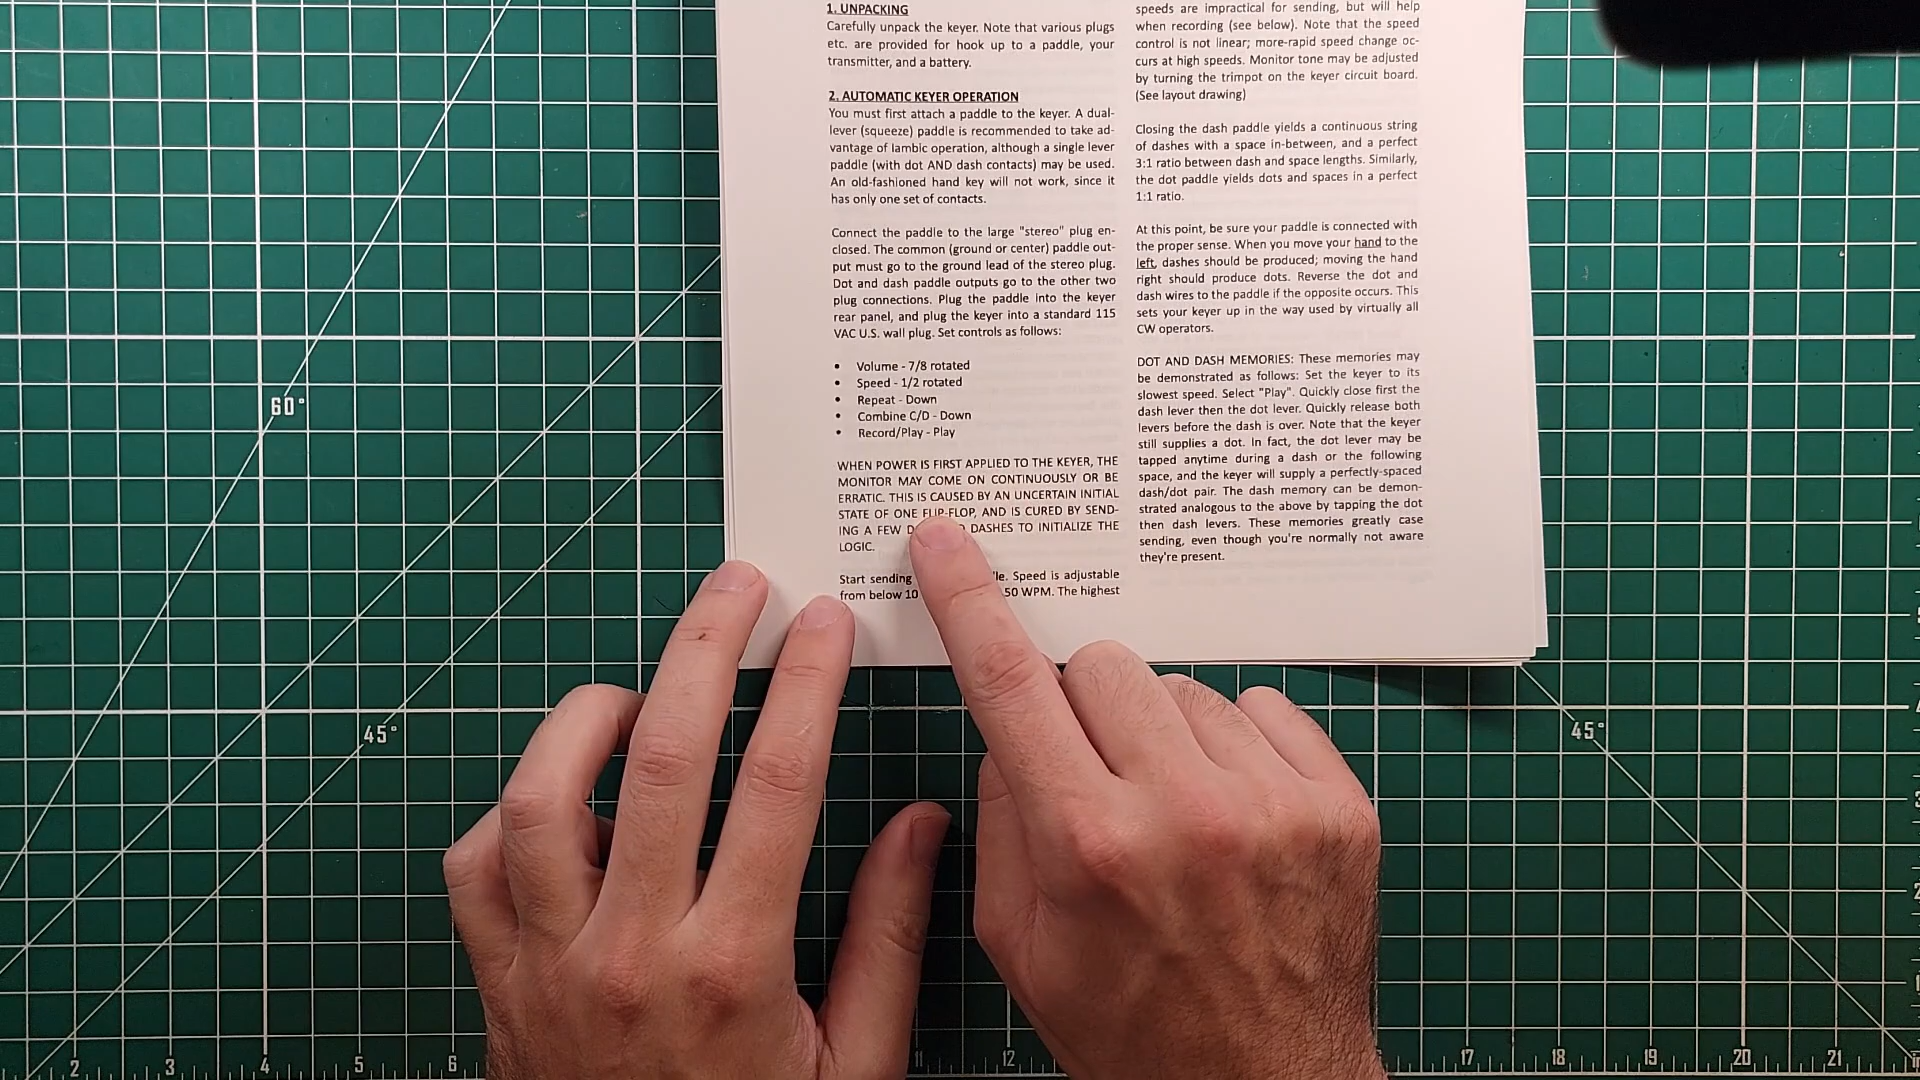 1. UNPACKING
Carefully unpack the keyer. Note that various plugs
etc. are provided for hook up to a paddle, your
transmitter, and a battery.
2. AUTOMATIC KEYER OPERATION
You must first attach a paddle to the keyer. A dual-
lever (squeeze) paddle is recommended to take ad-
vantage of Iambic operation, although a single lever
paddle (with dot AND dash contacts) may be used.
An old-fashioned hand key will not work, since it
has only one set of contacts.
Connect the paddle to the large "stereo" plug en-
closed. The common (ground or center) paddle out-
put must go to the ground lead of the stereo plug.
Dot and dash paddle outputs go to the other two
plug connections. Plug the paddle into the keyer
rear panel, and plug the keyer into a standard 115
VAC U.S. wall plug. Set controls as follows:
• Volume - 7/8 rotated
• Speed - 1/2 rotated
• Repeat - Down
• Combine C/D - Down
• Record/Play - Play
WHEN POWER IS FIRST APPLIED TO THE KEYER, THE
MONITOR MAY COME ON CONTINUOUSLY OR BE
ERRATIC. THIS IS CAUSED BY AN UNCERTAIN INITIAL
STATE OF ONE FLIP-FLOP, AND IS CURED BY SEND-
ING A FEW DASHES TO INITIALIZE THE
LOGIC.
Start sending Speed is adjustable
from below 10 50 WPM. The highest
speeds are impractical for sending, but will help
when recording (see below). Note that the speed
control is not linear; more-rapid speed change oc-
curs at high speeds. Monitor tone may be adjusted
by turning the trimpot on the keyer circuit board.
(See layout drawing)
Closing the dash paddle yields a continuous string
of dashes with a space in-between, and a perfect
3:1 ratio between dash and space lengths. Similarly,
the dot paddle yields dots and spaces in a perfect
1:1 ratio.
At this point, be sure your paddle is connected with
the proper sense. When you move your hand to the
left, dashes should be produced; moving the hand
right should produce dots. Reverse the dot and
dash wires to the paddle if the opposite occurs. This
sets your keyer up in the way used by virtually all
CW operators.
DOT AND DASH MEMORIES: These memories may
be demonstrated as follows: Set the keyer to its
slowest speed. Select "Play". Quickly close first the
dash lever then the dot lever. Quickly release both
levers before the dash is over. Note that the keyer
still supplies a dot. In fact, the dot lever may be
tapped anytime during a dash or the following
space, and the keyer will supply a perfectly-spaced
dash/dot pair. The dash memory can be demon-
strated analogous to the above by tapping the dot
then dash levers. These memories greatly case
sending, even though you're normally not aware
they're present.
60°
45°
45°
2 3 4 5 6 11 12 17 18 19 20 21